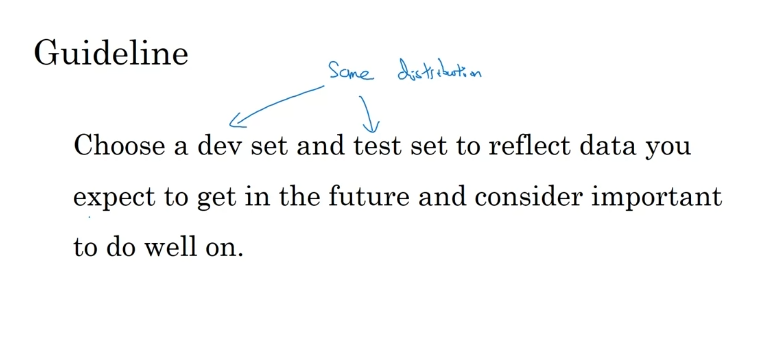 Guideline
Same distribution
Choose a dev set and test set to reflect data you
expect to get in the future and consider important
to do well on.